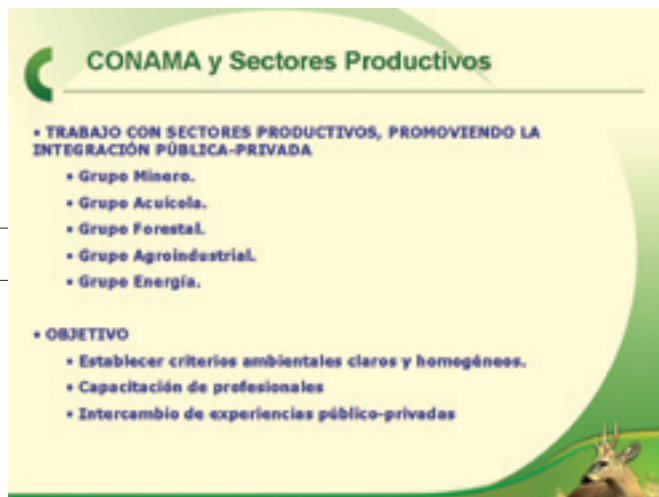 CONAMA y Sectores Productivos
• TRABAJO CON SECTORES PRODUCTIVOS, PROMOVIENDO LA
INTEGRACIÓN PÚBLICA-PRIVADA
• Grupo Minero.
• Grupo Acuícola.
• Grupo Forestal.
• Grupo Agroindustrial.
• Grupo Energía.
• OBJETIVO
• Establecer criterios ambientales claros y homogéneos.
• Capacitación de profesionales
• Intercambio de experiencias público-privadas